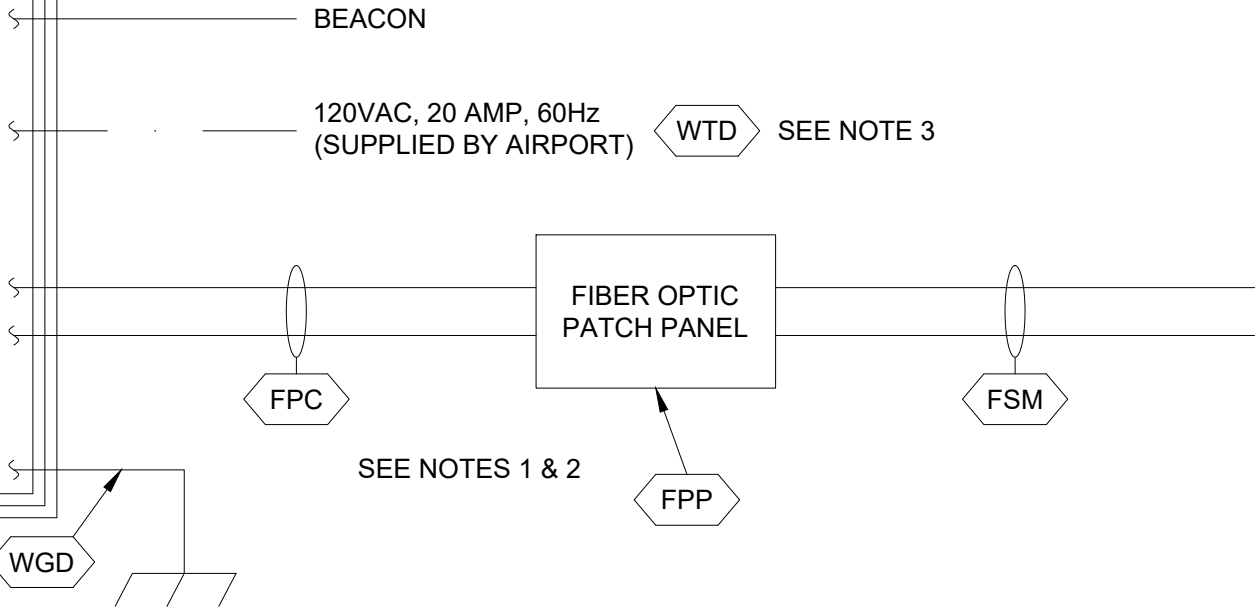 BEACON
120VAC, 20 AMP, 60Hz
(SUPPLIED BY AIRPORT)
WTD
SEE NOTE 3
FIBER OPTIC
PATCH PANEL
FPC
FSM
SEE NOTES 1 & 2
FPP
WGD